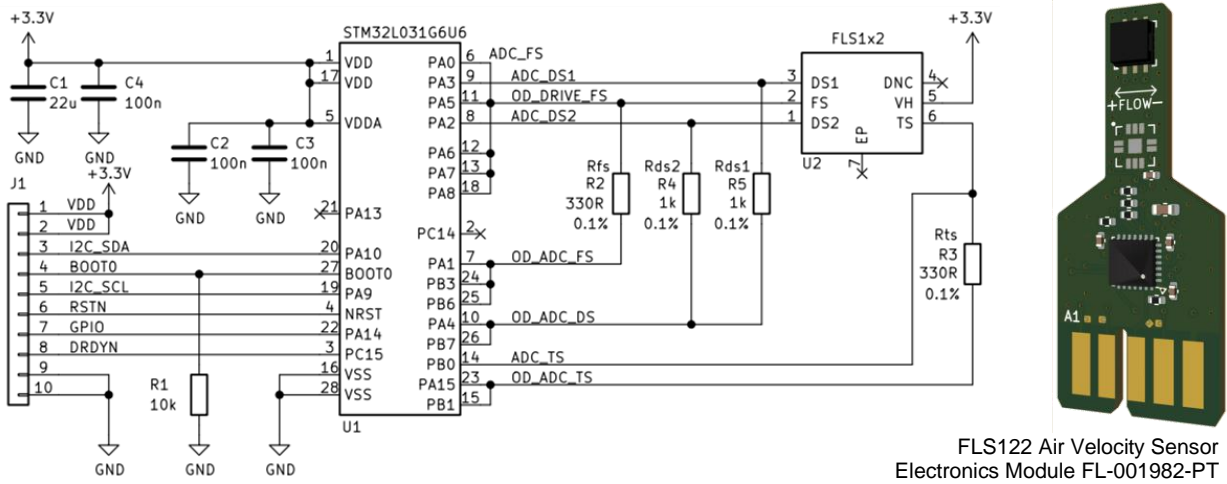 +3.3V
C1
22u
C4
100n
GND
GND
C2
100n
C3
100n
GND
GND
STM32L031G6U6
1 VDD
17 VDD
5 VDDA
21 PA13
20 PA10
27 BOOT0
19 PA9
4 NRST
22 PA14
3 PC15
16 VSS
28 VSS
PA0 6 ADC_FS
PA3 9 ADC_DS1
PA5 11 OD_DRIVE_FS
PA2 8 ADC_DS2
PA6 12
PA7 13
PA8 18
PC14 2
PA1 7 OD_ADC_FS
PB3 24
PB6 25
PA4 10 OD_ADC_DS
PB7 26
PB0 14 ADC_TS
PA15 23 OD_ADC_TS
PB1 15
U1
J1
+3.3V
1 VDD
2 VDD
3 I2C_SDA
4 BOOT0
5 I2C_SCL
6 RSTN
7 GPIO
8 DRDYN
9
10
R1
10k
GND
GND
GND
Rfs
R2
330R
0.1%
Rds2
R4
1k
0.1%
Rds1
R5
1k
0.1%
FLS1x2
3 DS1
2 FS
1 DS2
DNC 4
VH 5
TS 6
EP
7
U2
+3.3V
Rts
R3
330R
0.1%
+FLOW-
A1
FLS122 Air Velocity Sensor
Electronics Module FL-001982-PT